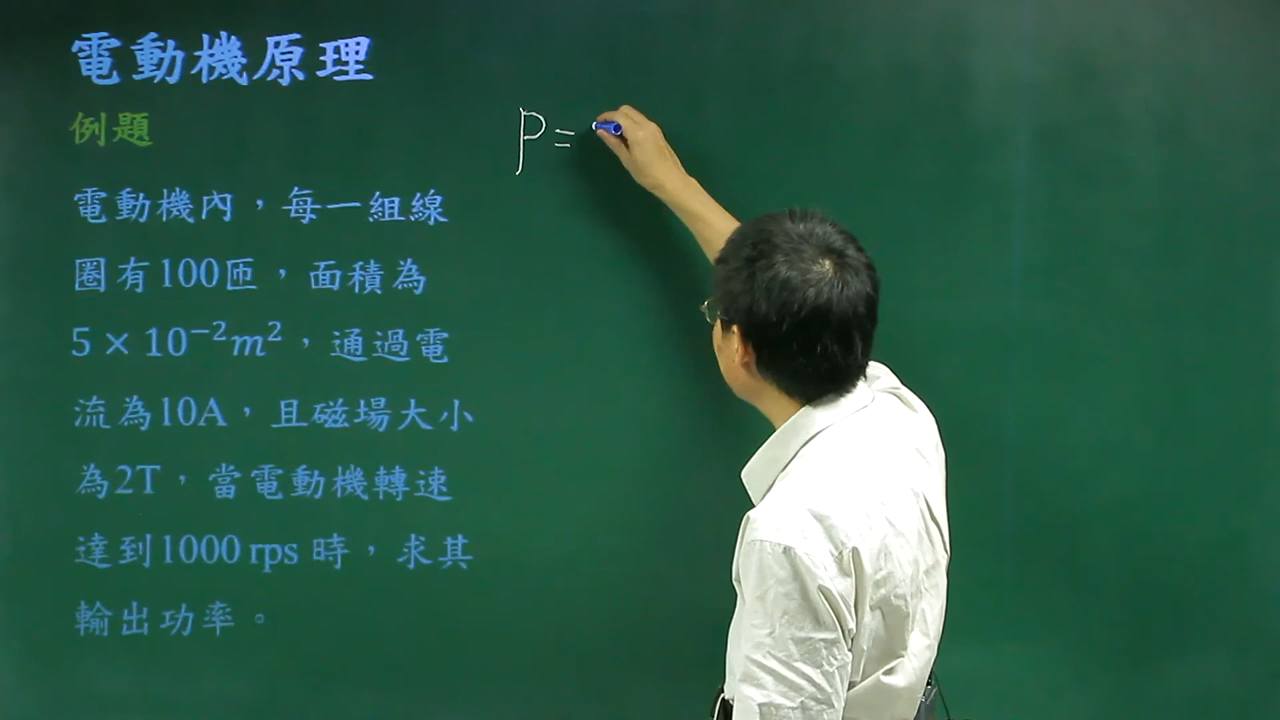 電動機原理
例題
電動機內，每一組線
圈有100匝，面積為
5 × 10⁻²m²，通過電
流為10A，且磁場大小
為2T，當電動機轉速
達到1000 rps 時，求其
輸出功率。
P =